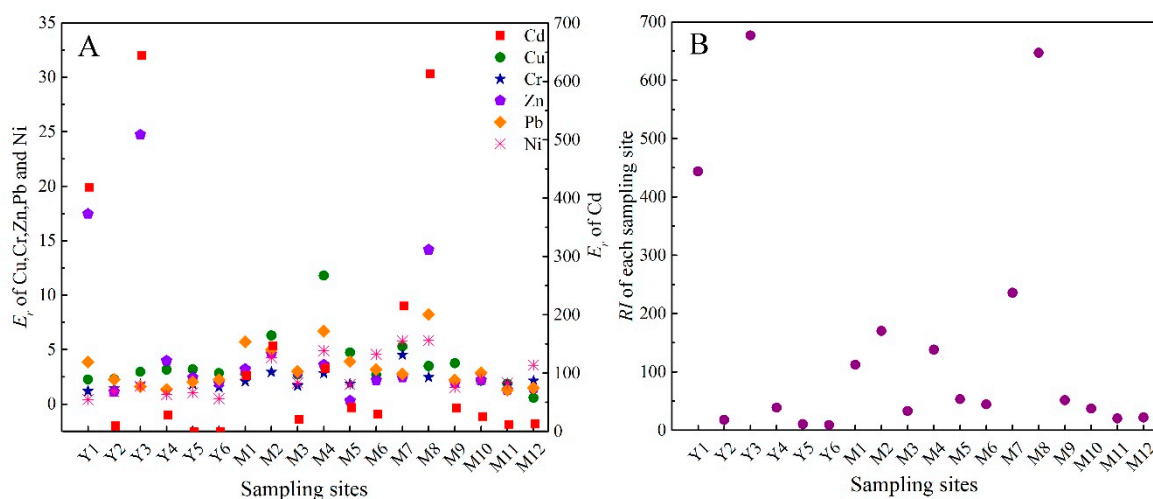 A
Cd
Cu
Cr
Zn
Pb
Ni
35
30
25
20
15
10
5
0
E_r of Cu,Cr,Zn,Pb and Ni
700
600
500
400
300
200
100
0
E_r of Cd
Y1 Y2 Y3 Y4 Y5 Y6 M1 M2 M3 M4 M5 M6 M7 M8 M9 M10 M11 M12
Sampling sites
B
700
600
500
400
300
200
100
0
RI of each sampling site
Y1 Y2 Y3 Y4 Y5 Y6 M1 M2 M3 M4 M5 M6 M7 M8 M9 M10 M11 M12
Sampling sites